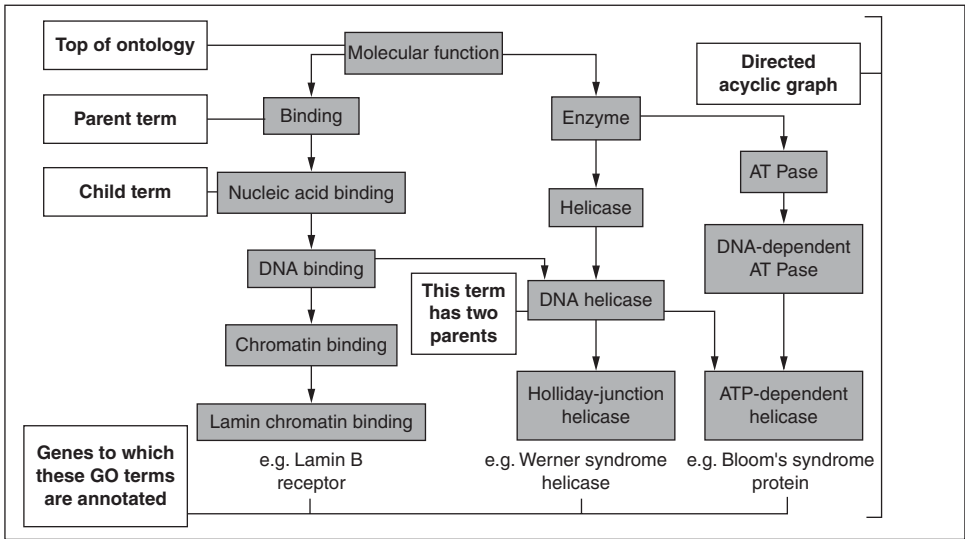 Top of ontology
Molecular function
Directed
acyclic graph
Parent term
Binding
Enzyme
Child term
Nucleic acid binding
Helicase
AT Pase
DNA binding
DNA-dependent
AT Pase
This term
has two
parents
DNA helicase
Chromatin binding
Holliday-junction
helicase
ATP-dependent
helicase
Lamin chromatin binding
Genes to which
these GO terms
are annotated
e.g. Lamin B
receptor
e.g. Werner syndrome
helicase
e.g. Bloom's syndrome
protein